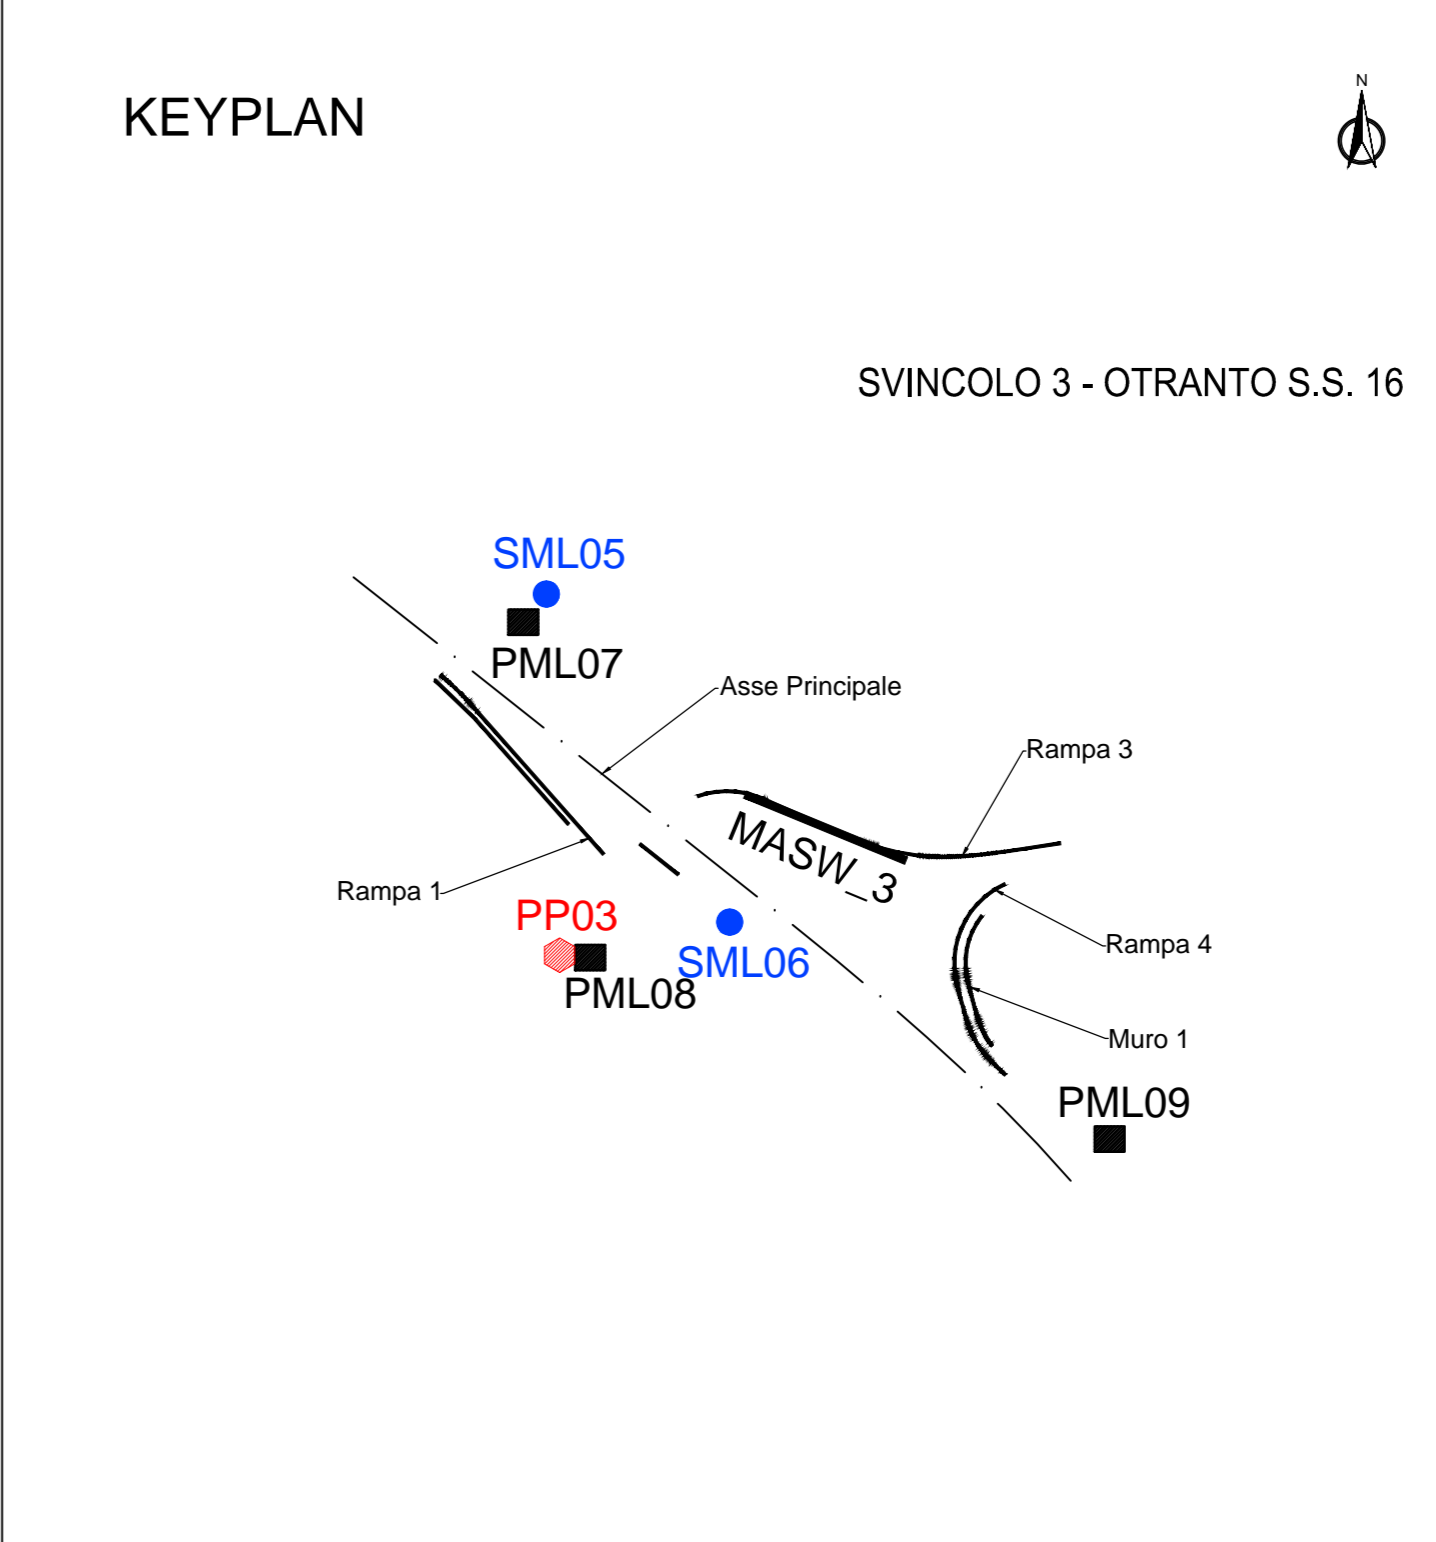 N
KEYPLAN
SVINCOLO 3 - OTRANTO S.S. 16
SML05
PML07
Asse Principale
Rampa 3
MASW_3
Rampa 1
PP03
SML06
Rampa 4
PML08
Muro 1
PML09